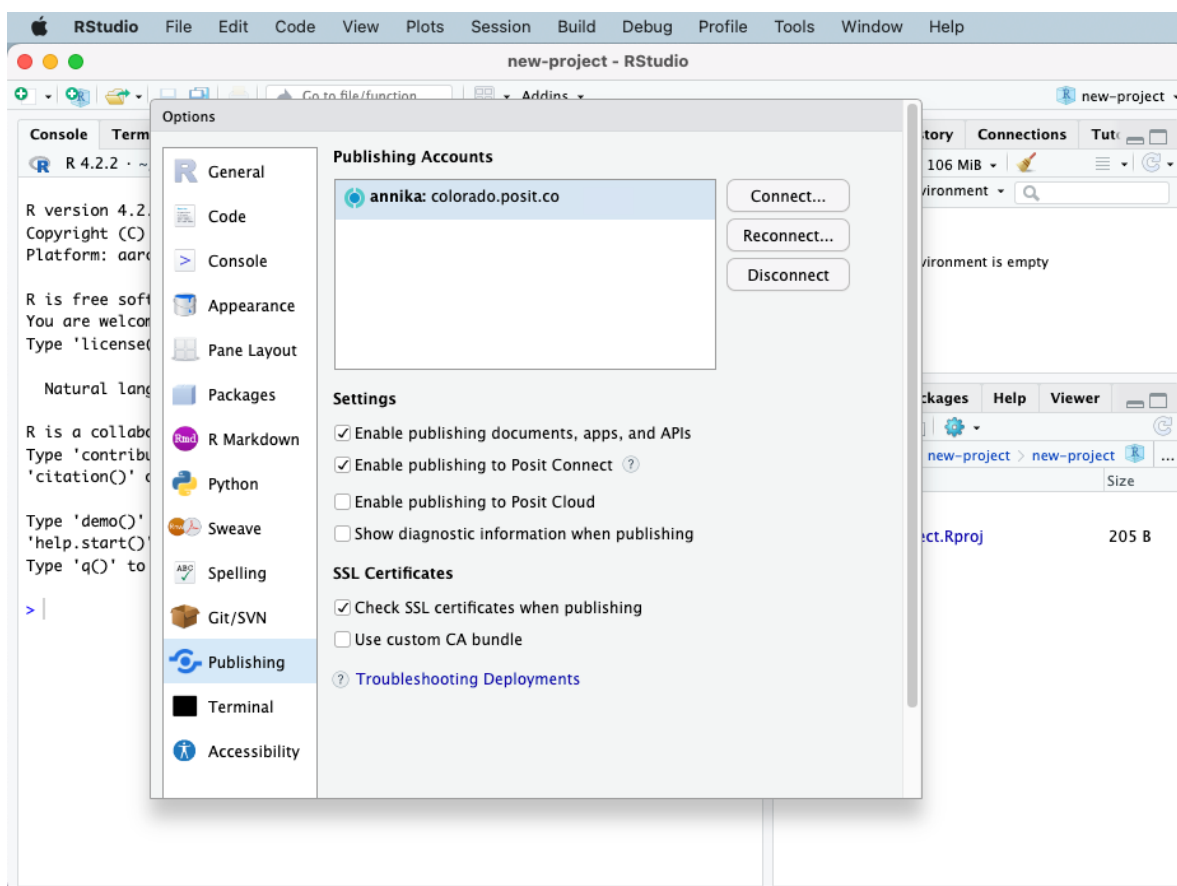 RStudio File Edit Code View Plots Session Build Debug Profile Tools Window Help
new-project - RStudio
Go to file/function Addins new-project
Options
Console Term
R 4.2.2 · ~
R version 4.2.
Copyright (C)
Platform: aarc
R is free soft
You are welcom
Type 'license(
Natural lang
R is a collabo
Type 'contribu
'citation()' o
Type 'demo()'
'help.start()'
Type 'q()' to
>
General
Code
Console
Appearance
Pane Layout
Packages
Rmd R Markdown
Python
Sweave
ABC Spelling
Git/SVN
Publishing
Terminal
Accessibility
Publishing Accounts
annika: colorado.posit.co
Connect...
Reconnect...
Disconnect
Settings
Enable publishing documents, apps, and APIs
Enable publishing to Posit Connect ?
Enable publishing to Posit Cloud
Show diagnostic information when publishing
SSL Certificates
Check SSL certificates when publishing
Use custom CA bundle
? Troubleshooting Deployments
tory Connections Tuto
106 MiB
vironment
vironment is empty
ckages Help Viewer
new-project > new-project ...
Size
ect.Rproj 205 B